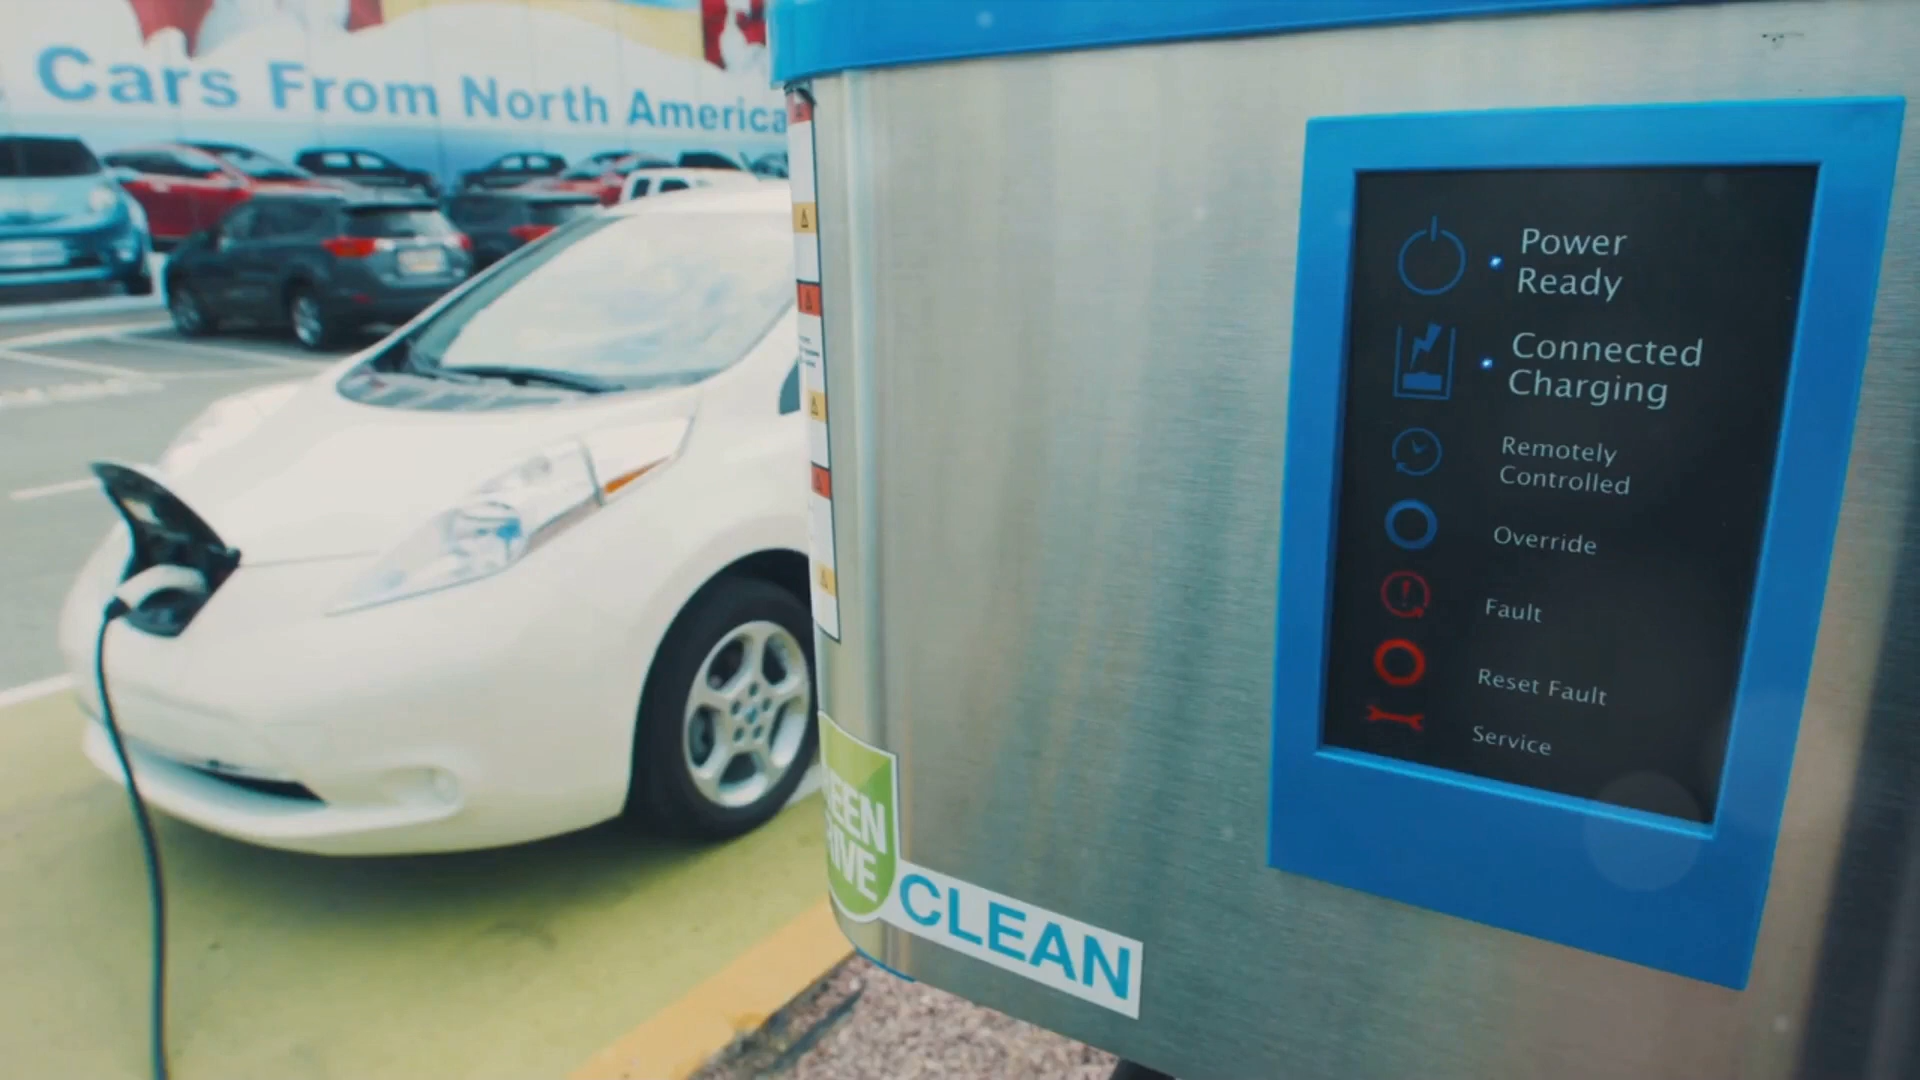 Cars From North America
Power
Ready
Connected
Charging
Remotely
Controlled
Override
Fault
Reset Fault
Service
CLEAN